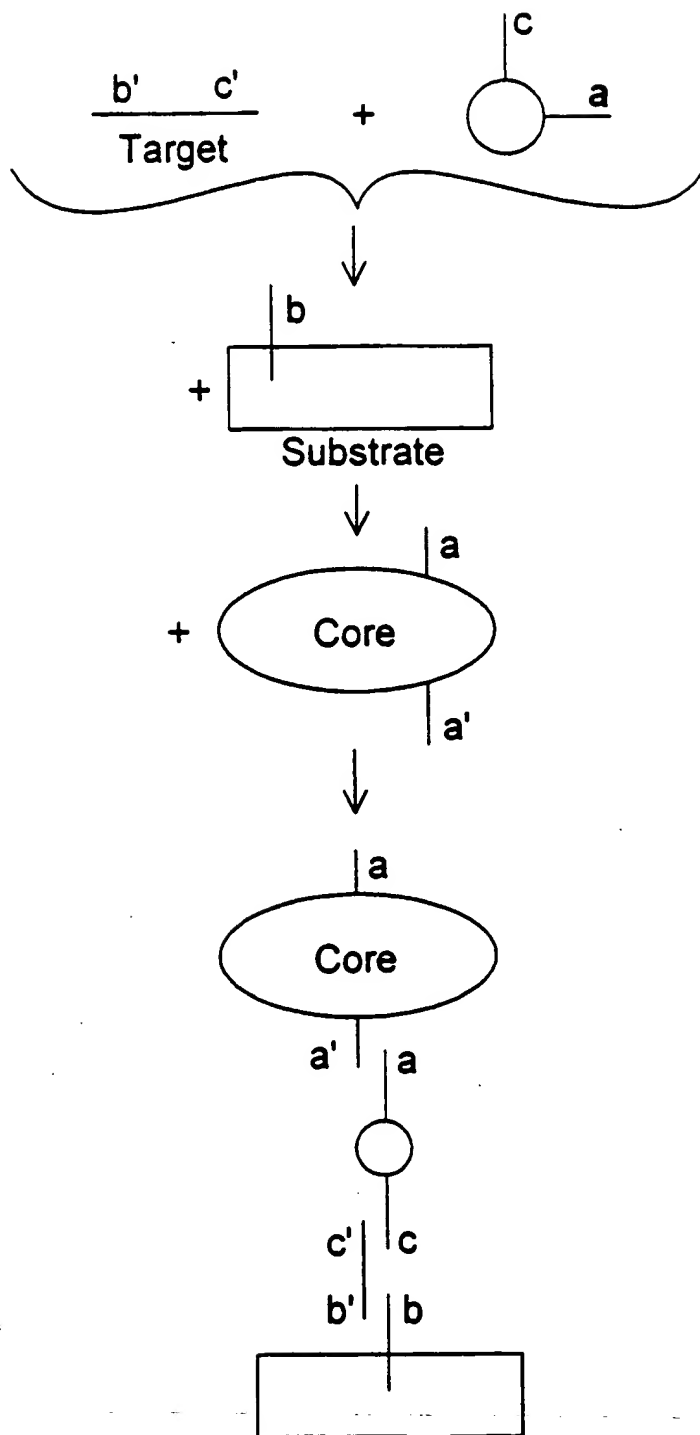 c
b' c' + a
Target
b
+
Substrate
a
+ Core
a'
a
Core
a' a
c' c
b' b